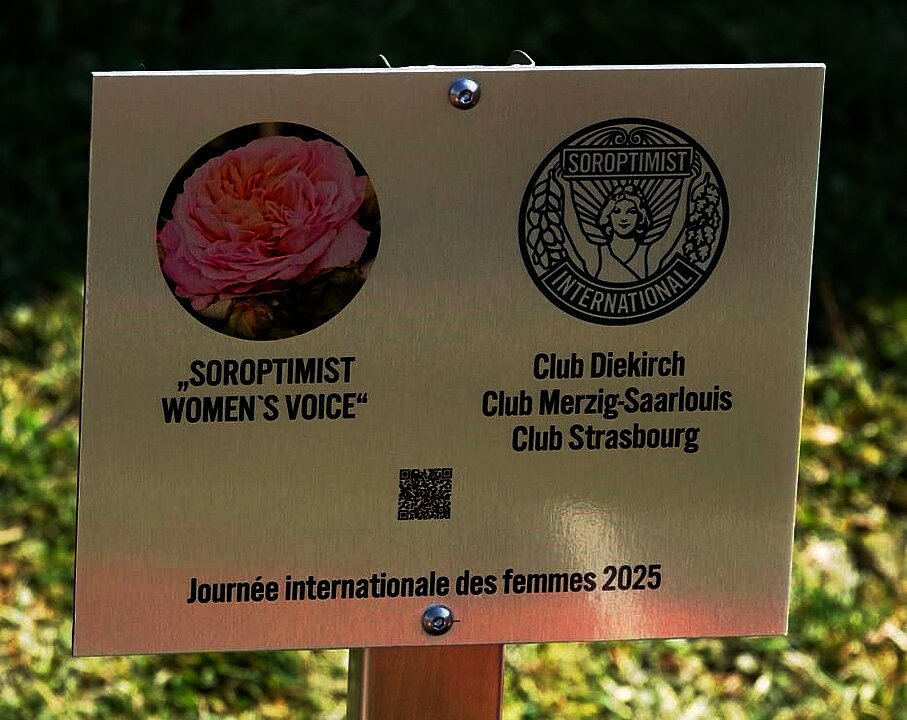 „SOROPTIMIST
WOMEN`S VOICE“
SOROPTIMIST
INTERNATIONAL
Club Diekirch
Club Merzig-Saarlouis
Club Strasbourg
Journée internationale des femmes 2025